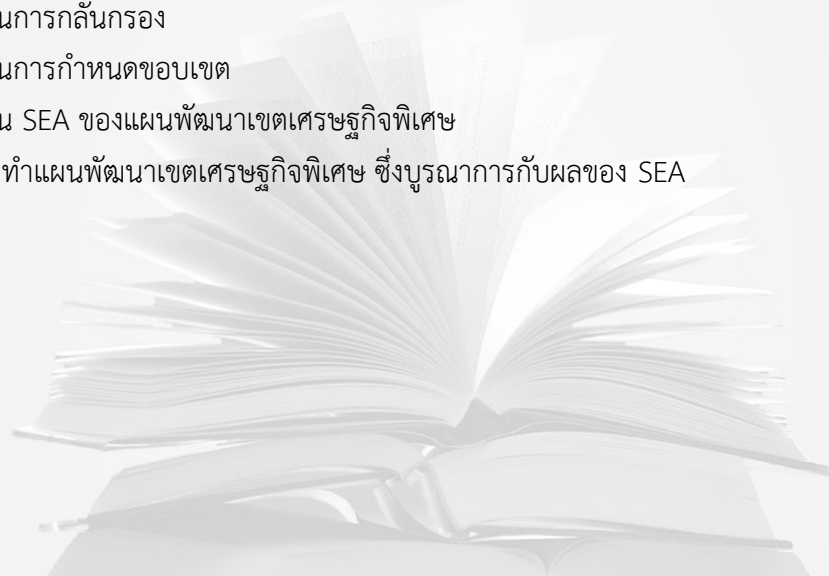 นการกลั่นกรอง
นการกำหนดขอบเขต
น SEA ของแผนพัฒนาเขตเศรษฐกิจพิเศษ
ทำแผนพัฒนาเขตเศรษฐกิจพิเศษ ซึ่งบูรณาการกับผลของ SEA